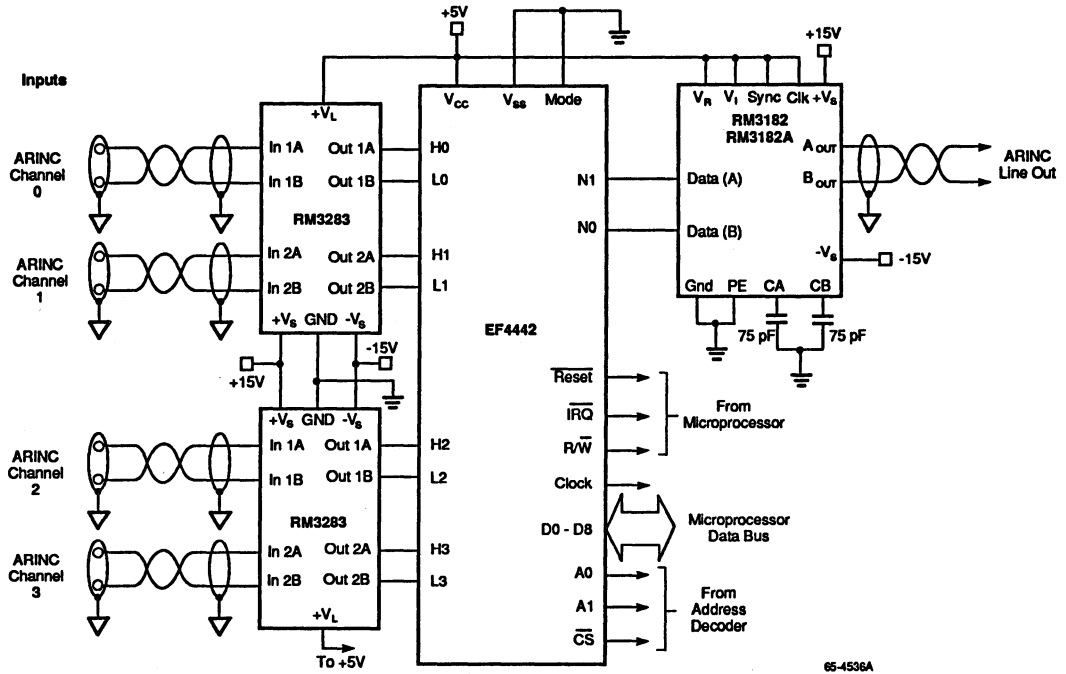 +5V
+15V
Inputs
+VL
VCC
VSS
Mode
VR
VI
Sync
Clk
+VS
RM3182
RM3182A
ARINC
Channel
0
In 1A
Out 1A
H0
In 1B
Out 1B
L0
RM3283
N1
Data (A)
AOUT
BOUT
ARINC
Line Out
N0
Data (B)
ARINC
Channel
1
In 2A
Out 2A
H1
In 2B
Out 2B
L1
-VS
-15V
Gnd
PE
CA
CB
+VS
GND
-VS
EF4442
75 pF
75 pF
+15V
-15V
Reset
IRQ
R/W
From
Microprocessor
+VS
GND
-VS
ARINC
Channel
2
In 1A
Out 1A
H2
In 1B
Out 1B
L2
RM3283
Clock
D0 - D8
Microprocessor
Data Bus
ARINC
Channel
3
In 2A
Out 2A
H3
In 2B
Out 2B
L3
+VL
To +5V
A0
A1
CS
From
Address
Decoder
65-4536A